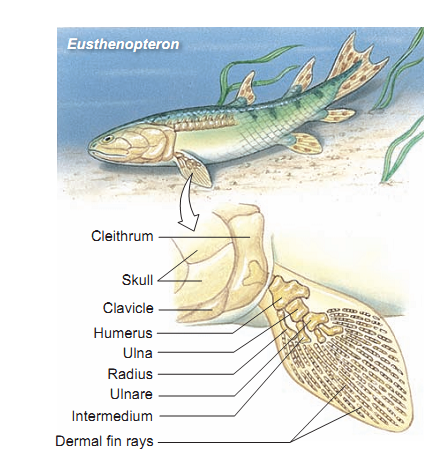 Eusthenopteron
Cleithrum
Skull
Clavicle
Humerus
Ulna
Radius
Ulnare
Intermedium
Dermal fin rays